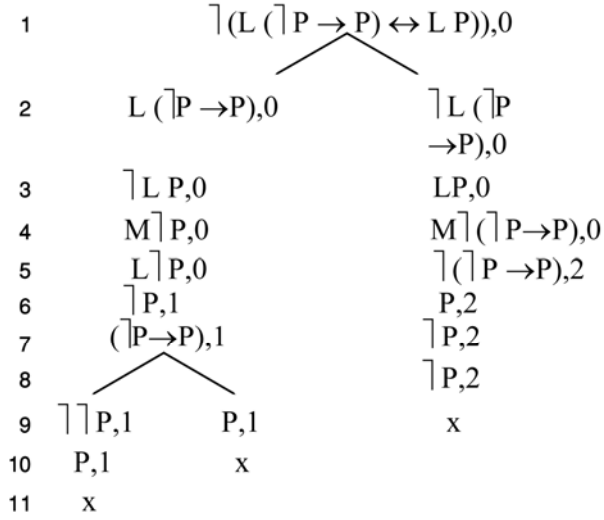 1 ⏋(L (⏋P → P) ↔ L P)),0
2 L (⏋P →P),0 ⏋L (⏋P
→P),0
3 ⏋L P,0 LP,0
4 M⏋P,0 M⏋(⏋P→P),0
5 L⏋P,0 ⏋(⏋P →P),2
6 ⏋P,1 P,2
7 (⏋P→P),1 ⏋P,2
8 ⏋P,2
9 ⏋⏋P,1 P,1 x
10 P,1 x
11 x